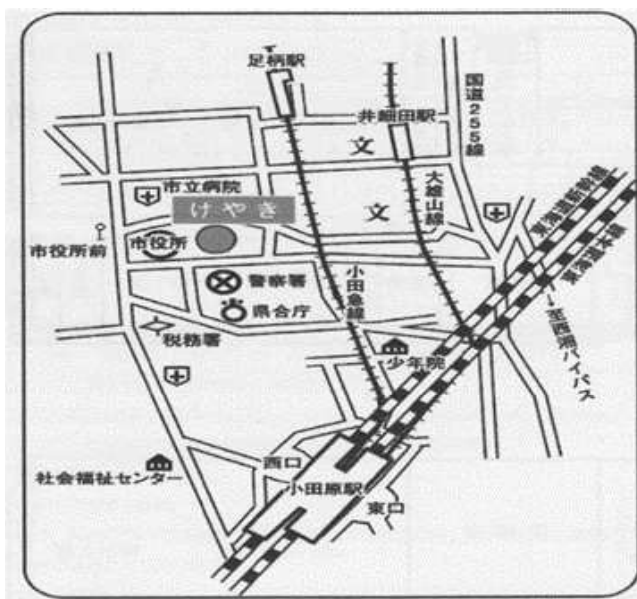 足柄駅
井細田駅
国道255線
文
市立病院
大雄山線
けやき
文
東海道新幹線
東海道本線
市役所前
市役所
警察署
小田急線
県合庁
→至西湘バイパス
税務署
少年院
西口
社会福祉センター
小田原駅
東口